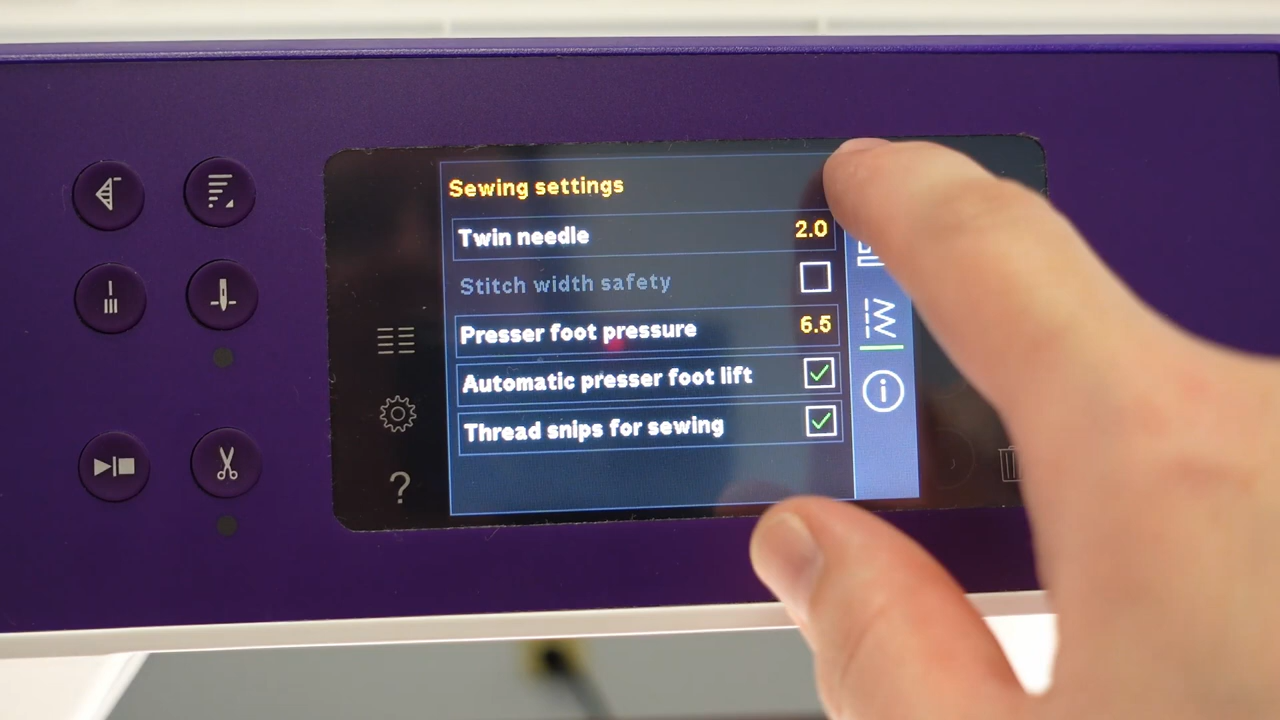 Sewing settings
Twin needle 2.0
Stitch width safety
Presser foot pressure 6.5
Automatic presser foot lift
Thread snips for sewing
?
i